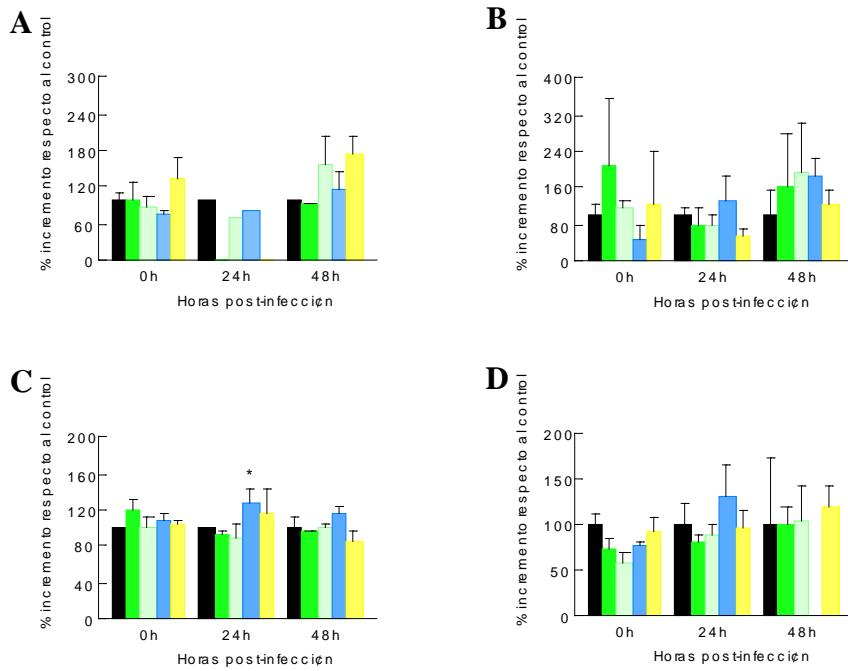 A
% incremento respecto al control
300
240
180
120
60
0
0h 24h 48h
Horas post-infecci¢n
B
% incremento respecto al control
400
320
240
160
80
0
0h 24h 48h
Horas post-infecci¢n
C
% incremento respecto al control
200
160
120
80
40
0
*
0h 24h 48h
Horas post-infecci¢n
D
% incremento respecto al control
200
150
100
50
0
0h 24h 48h
Horas post-infecci¢n